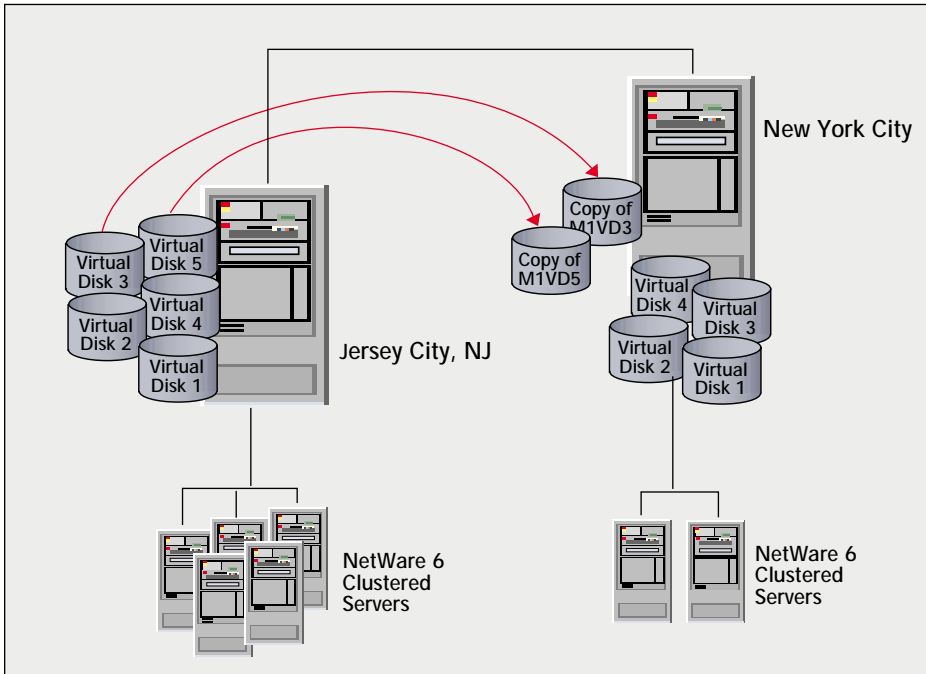 New York City
Copy of
M1VD3
Copy of
M1VD5
Virtual
Disk 5
Virtual
Disk 3
Virtual
Disk 4
Virtual
Disk 2
Virtual
Disk 1
Jersey City, NJ
Virtual
Disk 4
Virtual
Disk 3
Virtual
Disk 2
Virtual
Disk 1
NetWare 6
Clustered
Servers
NetWare 6
Clustered
Servers